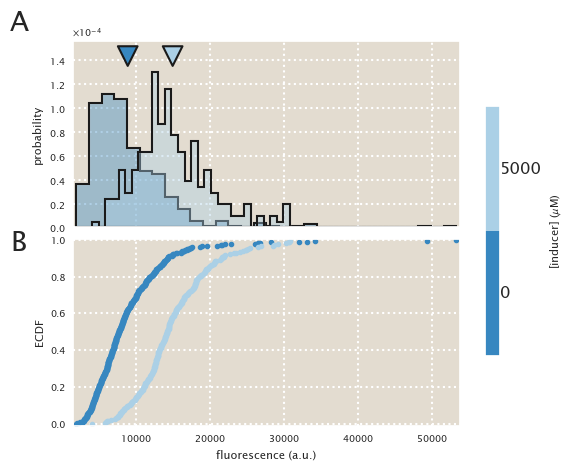 A
×10⁻⁴
1.4
1.2
1.0
0.8
0.6
0.4
0.2
0.0
probability
B
1.0
0.8
0.6
0.4
0.2
0.0
ECDF
10000 20000 30000 40000 50000
fluorescence (a.u.)
5000
0
[inducer] (μM)